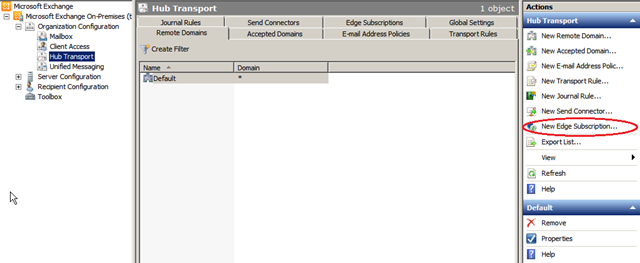 Microsoft Exchange
Microsoft Exchange On-Premises (t
Organization Configuration
Mailbox
Client Access
Hub Transport
Unified Messaging
Server Configuration
Recipient Configuration
Toolbox
Hub Transport 1 object
Journal Rules Send Connectors Edge Subscriptions Global Settings
Remote Domains Accepted Domains E-mail Address Policies Transport Rules
Create Filter
Name Domain
Default *
Actions
Hub Transport
New Remote Domain...
New Accepted Domain...
New E-mail Address Polic...
New Transport Rule...
New Journal Rule...
New Send Connector...
New Edge Subscription...
Export List...
View
Refresh
Help
Default
Remove
Properties
Help